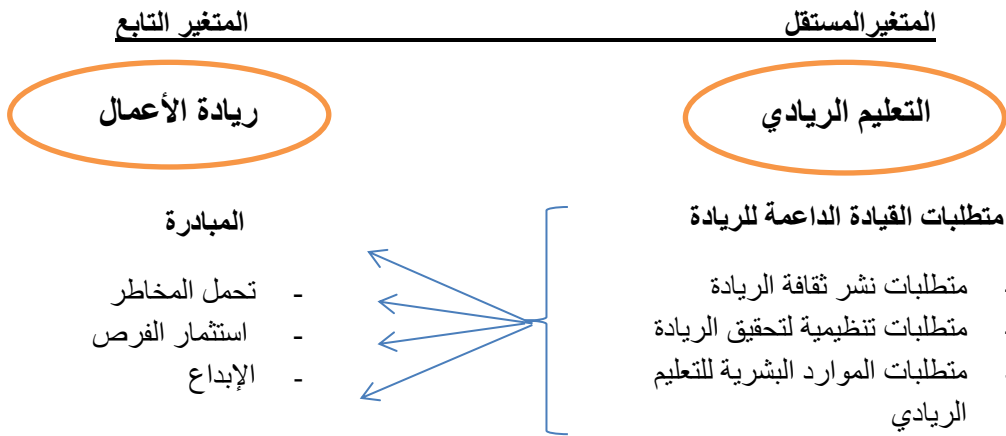 المتغيرالمستقل المتغير التابع
التعليم الريادي ريادة الأعمال
متطلبات القيادة الداعمة للريادة المبادرة
- متطلبات نشر ثقافة الريادة - تحمل المخاطر
- متطلبات تنظيمية لتحقيق الريادة - استثمار الفرص
- متطلبات الموارد البشرية للتعليم - الإبداع
الريادي